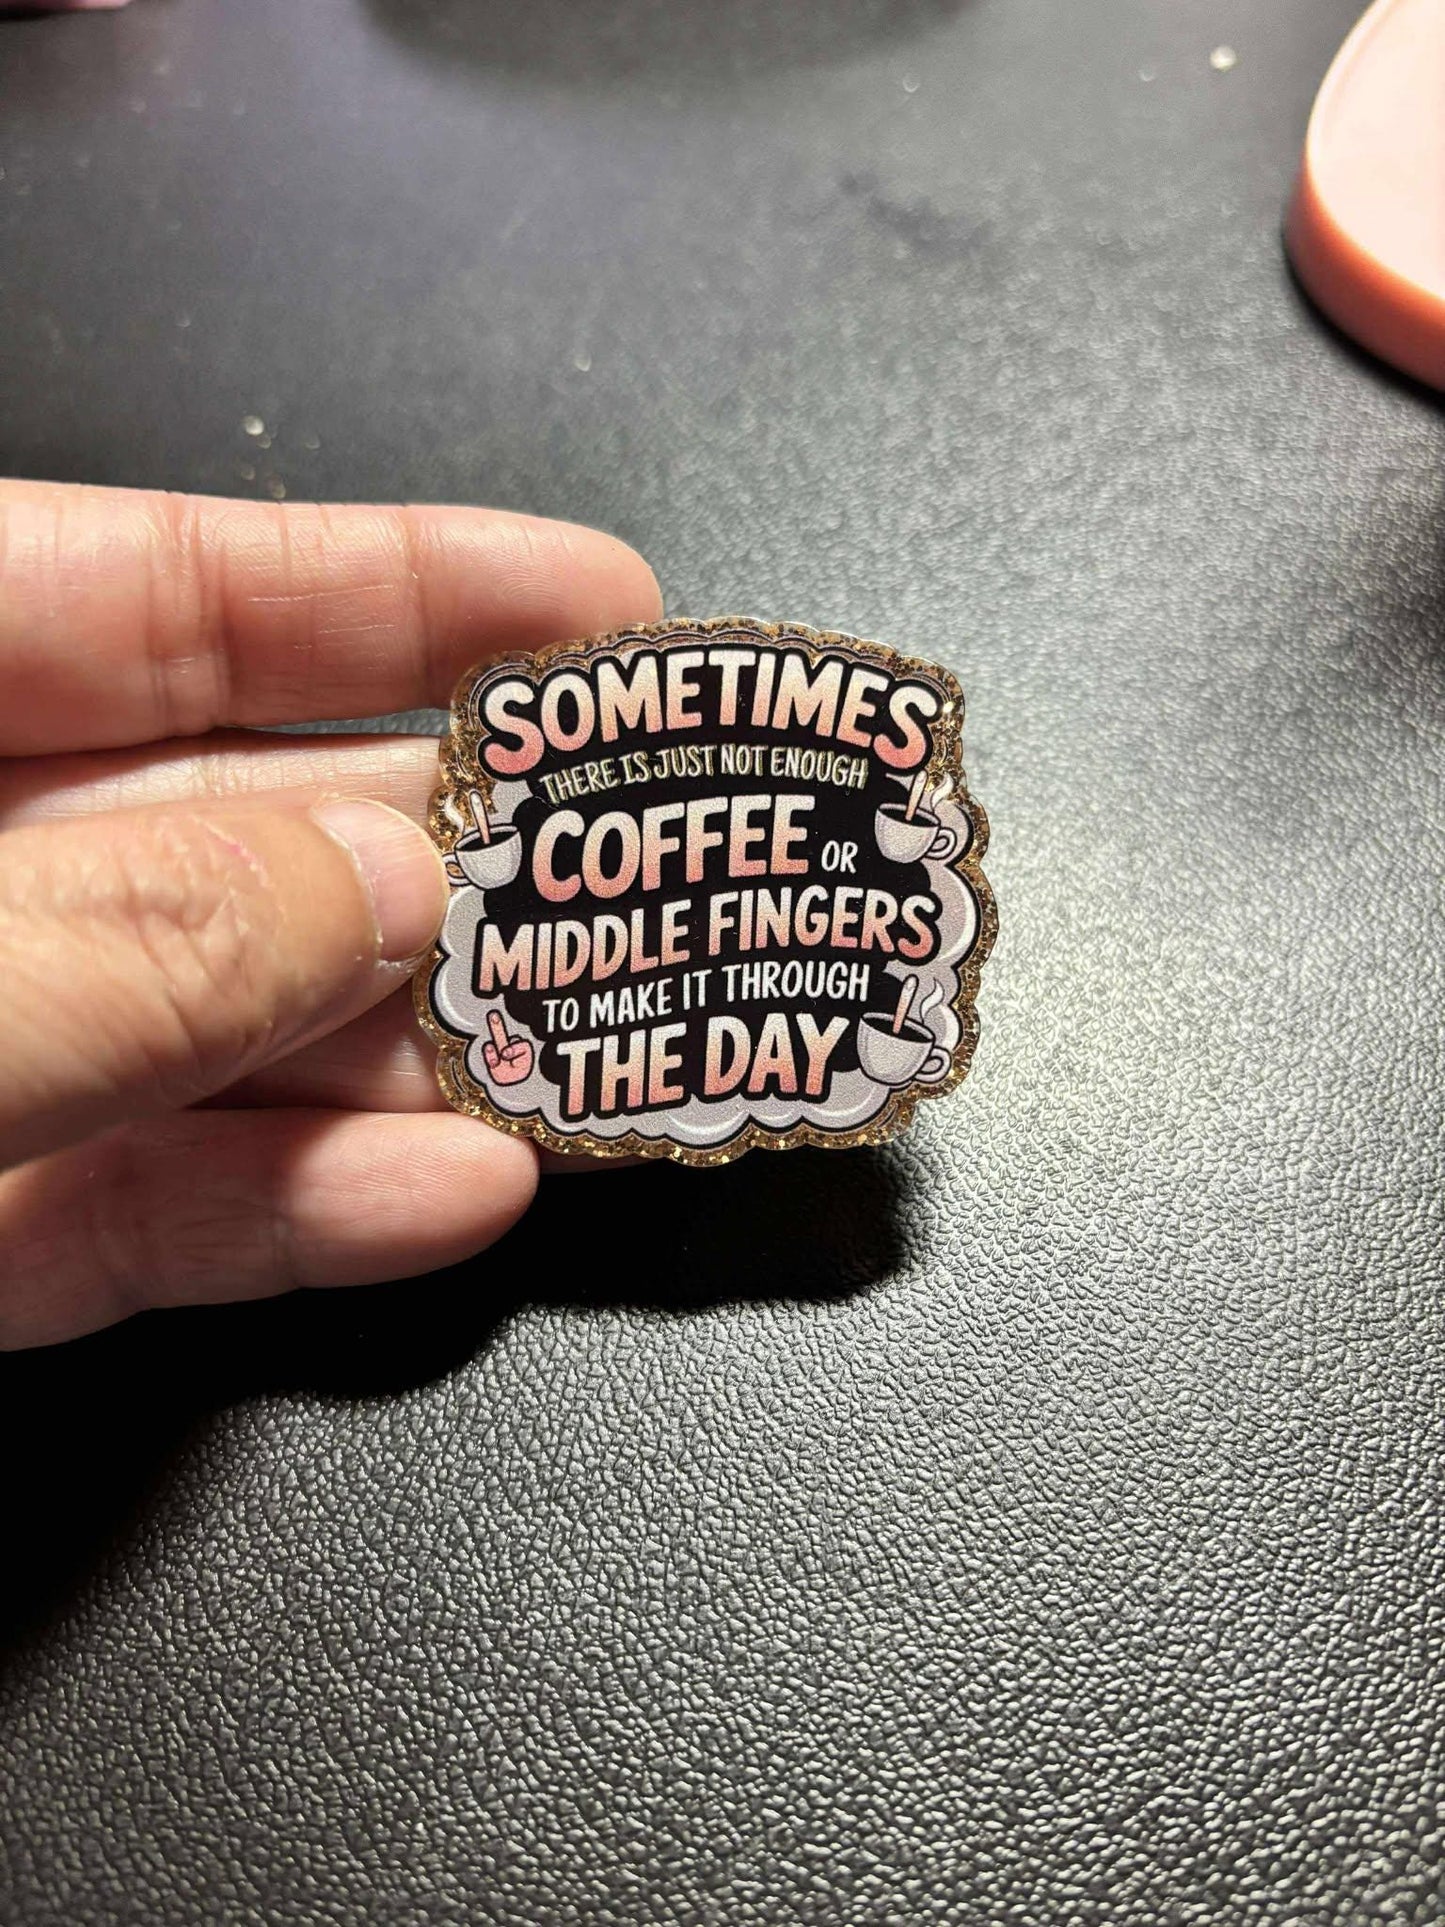 SOMETIMES
THERE IS JUST NOT ENOUGH
COFFEE OR
MIDDLE FINGERS
TO MAKE IT THROUGH
THE DAY